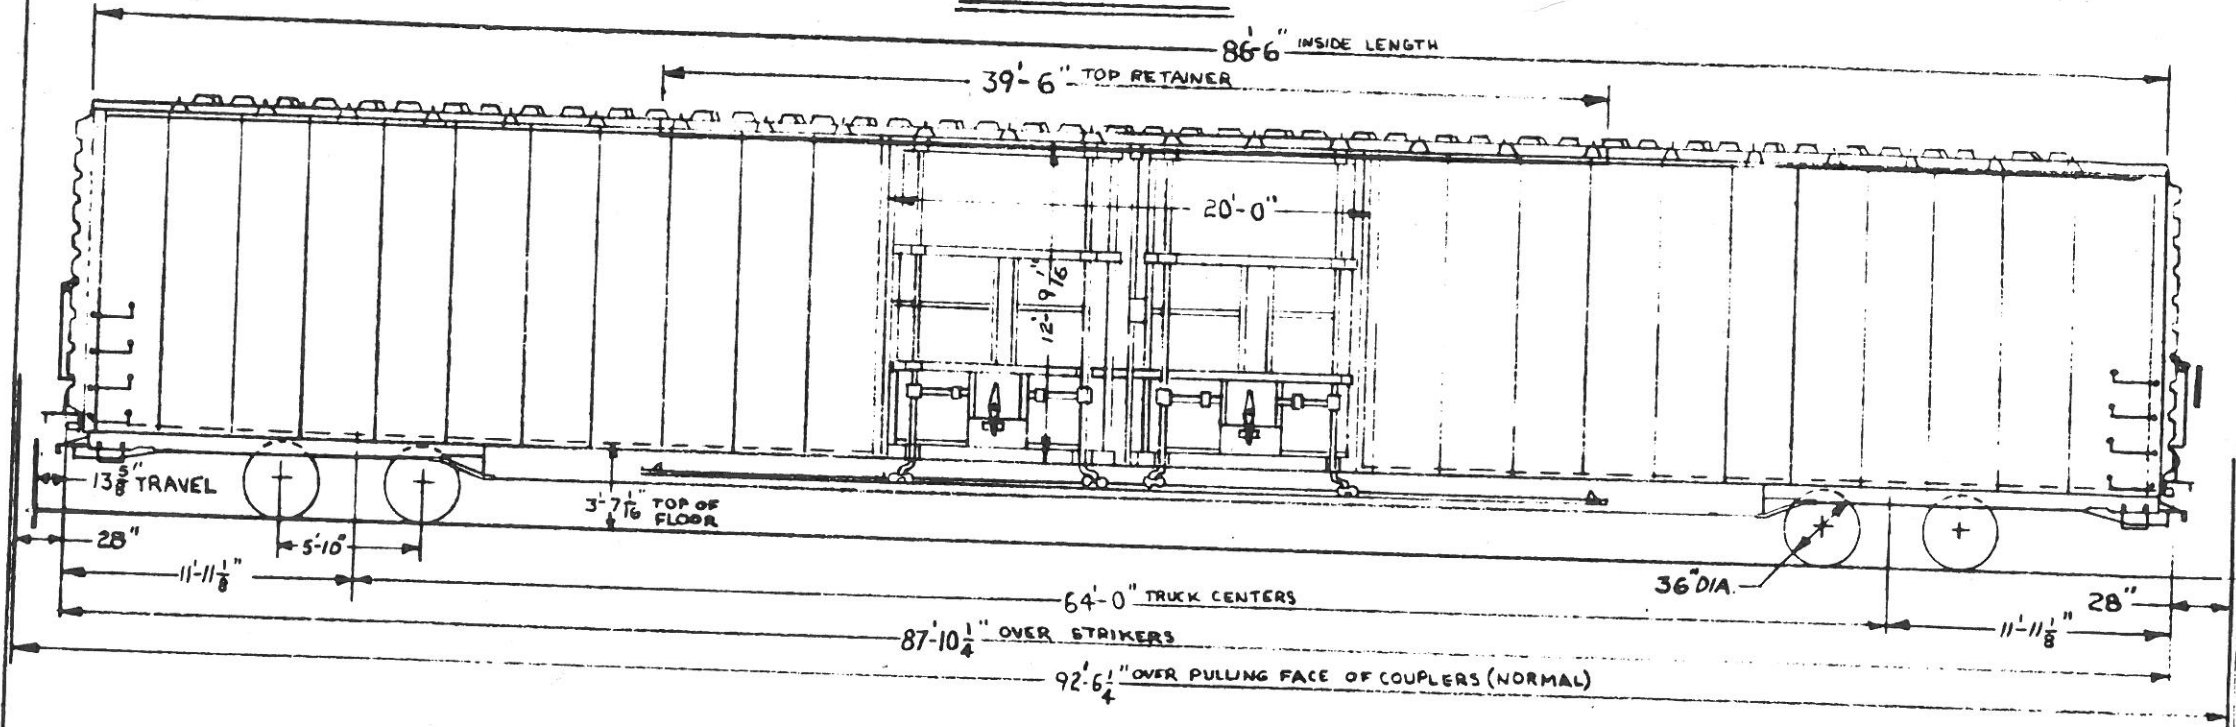 86'-6" INSIDE LENGTH
39'-6" TOP RETAINER
20'-0"
12'-9 1/16"
13 5/8" TRAVEL
3'-7 1/16" TOP OF
FLOOR
28"
5'-10"
11'-11 1/8"
36" DIA.
64'-0" TRUCK CENTERS
28"
11'-11 1/8"
87'-10 1/4" OVER STRIKERS
92'-6 1/4" OVER PULLING FACE OF COUPLERS (NORMAL)